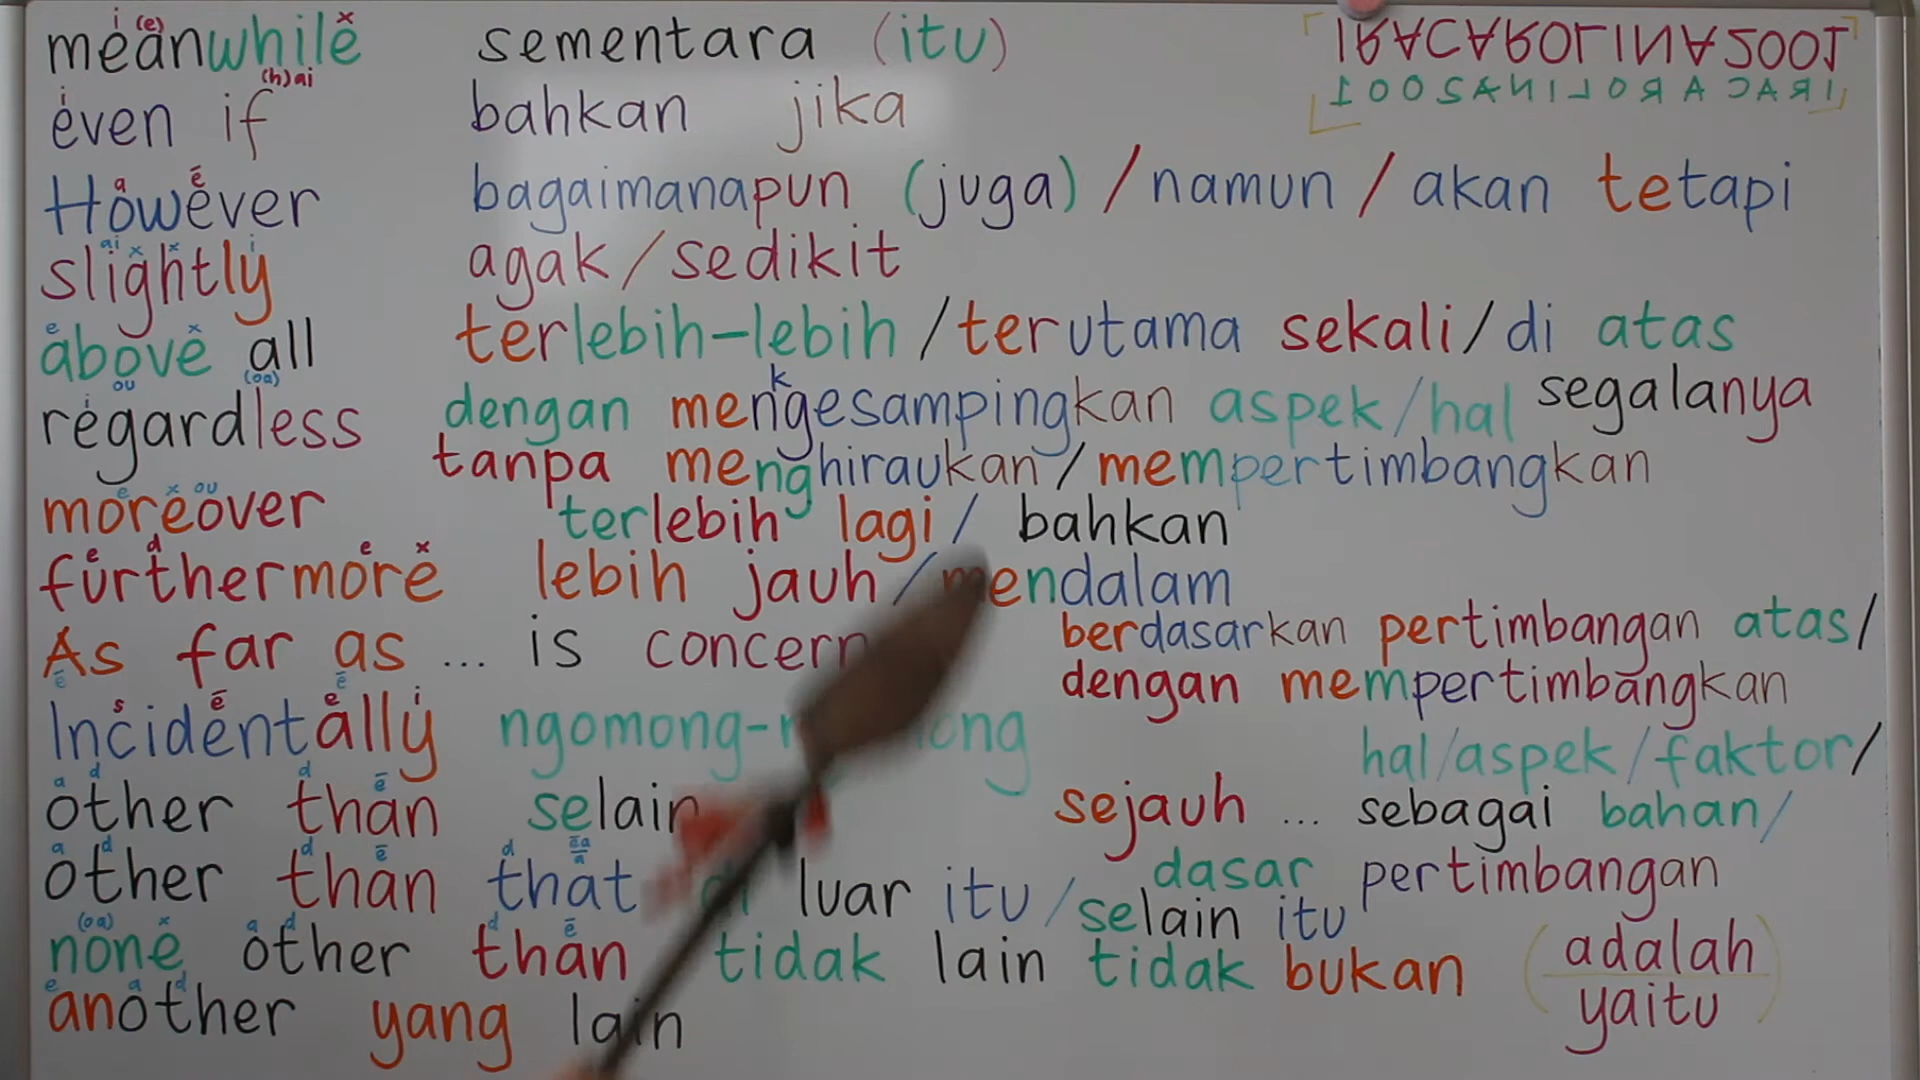 meanwhile sementara (itu)
even if bahkan jika
However bagaimanapun (juga) / namun / akan tetapi
slightly agak / sedikit
above all terlebih-lebih / terutama sekali / di atas segalanya
regardless dengan mengesampingkan aspek / hal
tanpa menghiraukan / mempertimbangkan
moreover terlebih lagi / bahkan
furthermore lebih jauh / mendalam
As far as ... is berdasarkan pertimbangan atas /
dengan mempertimbangkan
hal / aspek / faktor /
sejauh ... sebagai bahan /
dasar pertimbangan
Incidentally
other than selain
other than that luar itu / selain itu
none other than tidak lain tidak bukan (adalah
yaitu)
another yang lain